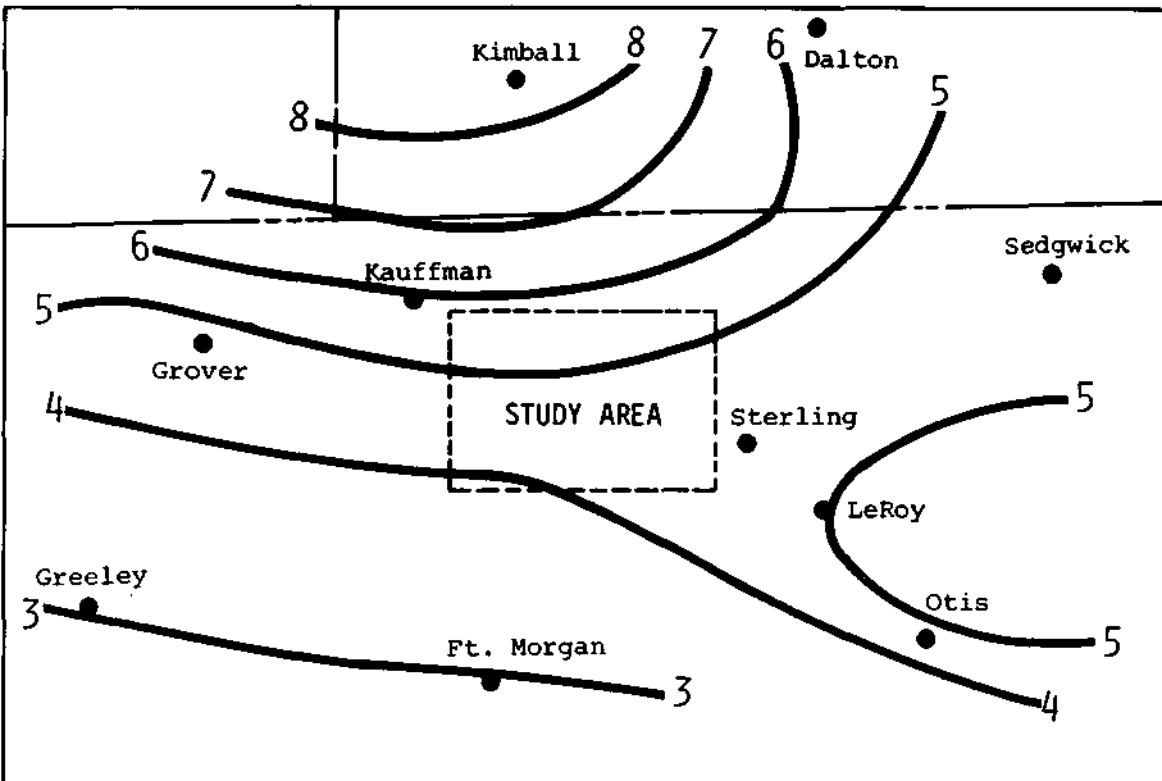 Kimball
8
7
6
Dalton
5
8
7
6
Kauffman
Sedgwick
5
Grover
4
STUDY AREA
Sterling
5
LeRoy
Greeley
3
Otis
Ft. Morgan
5
3
4